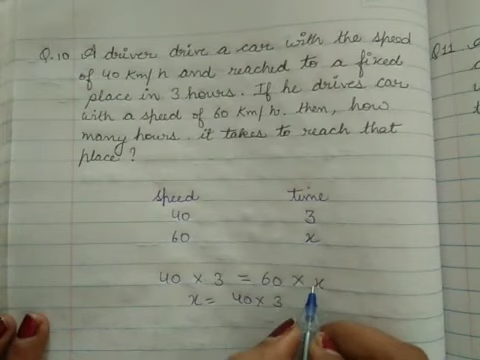 Q.10 A driver drive a car with the speed
of 40 km/h and reached to a fixed
place in 3 hours. If he drives car
with a speed of 60 km/hr. then, how
many hours it takes to reach that
place?
speed time
40 3
60 x
40 × 3 = 60 × x
x = 40 × 3
Q11